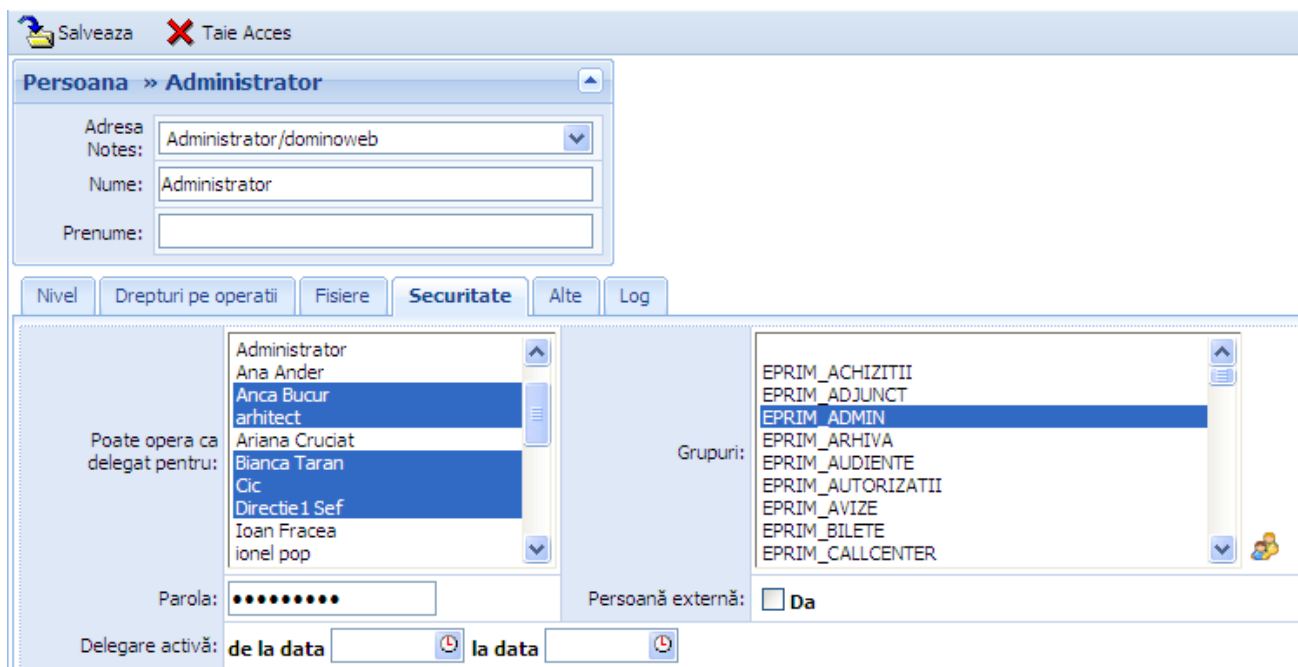 Salveaza Taie Acces
Persoana » Administrator
Adresa Notes: Administrator/dominoweb
Nume: Administrator
Prenume:
Nivel Drepturi pe operatii Fisiere Securitate Alte Log
Poate opera ca delegat pentru:
Administrator
Ana Ander
Anca Bucur
arhitect
Ariana Cruciat
Bianca Taran
Cic
Directie1 Sef
Ioan Fracea
ionel pop
Grupuri:
EPRIM_ACHIZITII
EPRIM_ADJUNCT
EPRIM_ADMIN
EPRIM_ARHIVA
EPRIM_AUDIENTE
EPRIM_AUTORIZATII
EPRIM_AVIZE
EPRIM_BILETE
EPRIM_CALLCENTER
Parola: ••••••••• Persoană externă: Da
Delegare activă: de la data la data